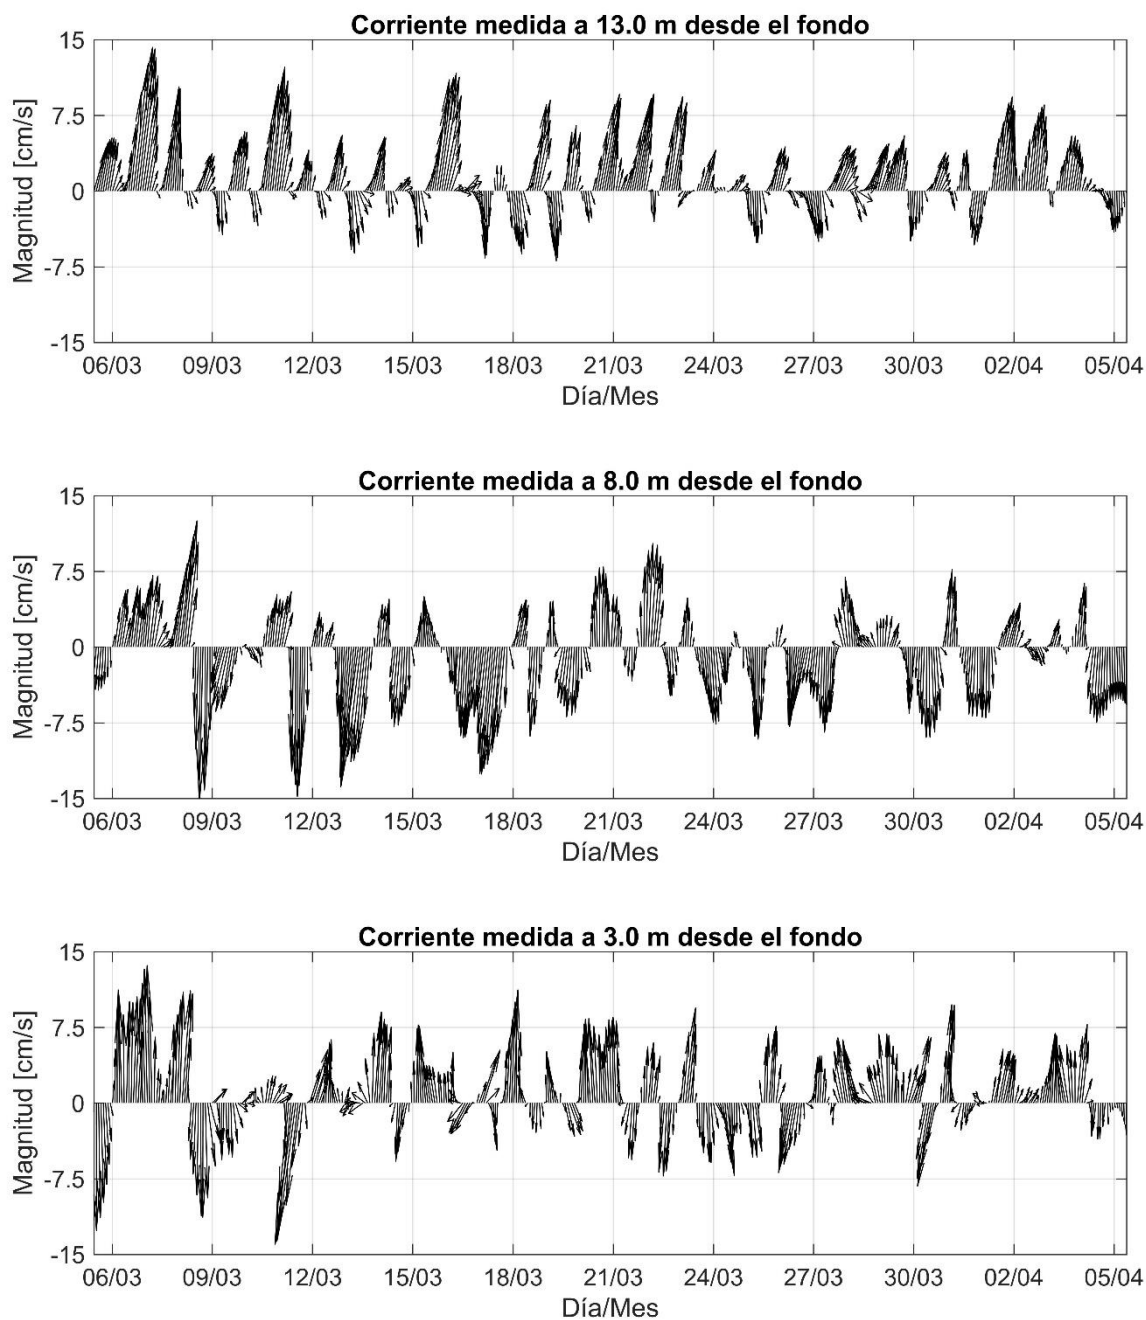 Corriente medida a 13.0 m desde el fondo
Magnitud [cm/s]
15
7.5
0
-7.5
-15
06/03 09/03 12/03 15/03 18/03 21/03 24/03 27/03 30/03 02/04 05/04
Día/Mes
Corriente medida a 8.0 m desde el fondo
Magnitud [cm/s]
15
7.5
0
-7.5
-15
06/03 09/03 12/03 15/03 18/03 21/03 24/03 27/03 30/03 02/04 05/04
Día/Mes
Corriente medida a 3.0 m desde el fondo
Magnitud [cm/s]
15
7.5
0
-7.5
-15
06/03 09/03 12/03 15/03 18/03 21/03 24/03 27/03 30/03 02/04 05/04
Día/Mes